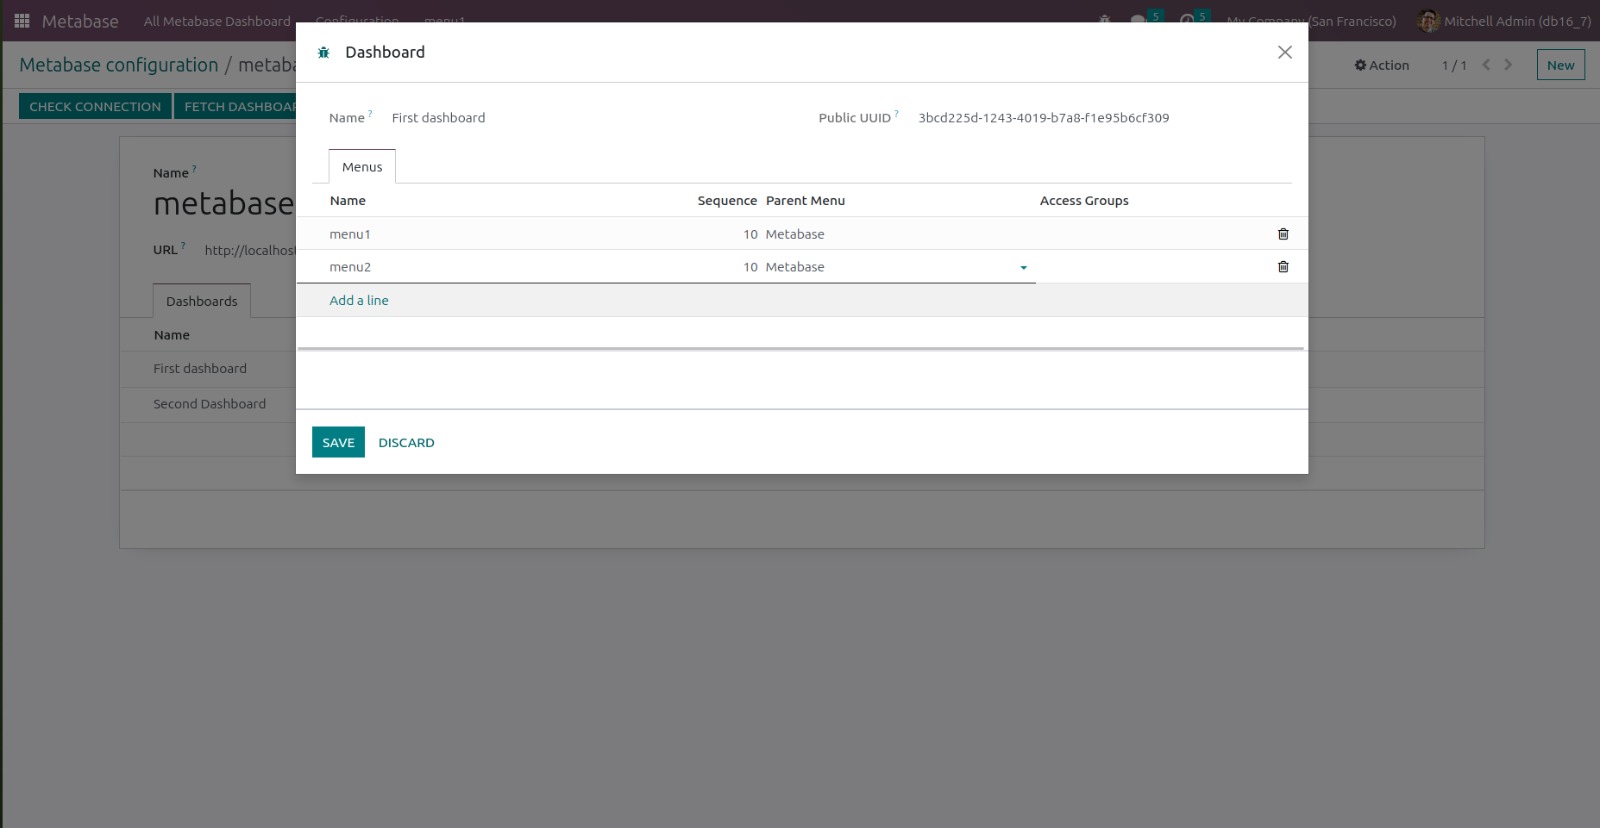 Metabase All Metabase Dashboard Configuration menu1 5 5 My Company (San Francisco) Mitchell Admin (db16_7)
Dashboard
Metabase configuration / metaba
Action 1 / 1 New
CHECK CONNECTION FETCH DASHBOAR
Name ? First dashboard Public UUID ? 3bcd225d-1243-4019-b7a8-f1e95b6cf309
Menus
Name Sequence Parent Menu Access Groups
menu1 10 Metabase
menu2 10 Metabase
Add a line
SAVE DISCARD
Name ?
metabase
URL ? http://localhost
Dashboards
Name
First dashboard
Second Dashboard